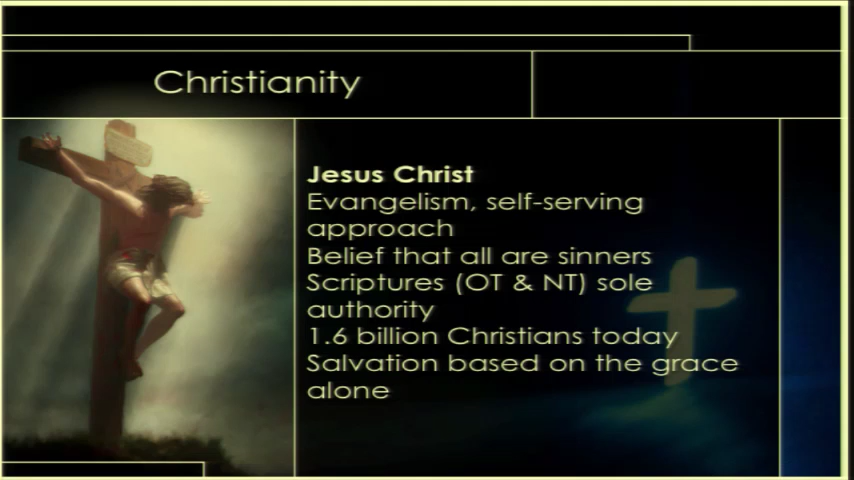 Christianity
Jesus Christ
Evangelism, self-serving
approach
Belief that all are sinners
Scriptures (OT & NT) sole
authority
1.6 billion Christians today
Salvation based on the grace
alone